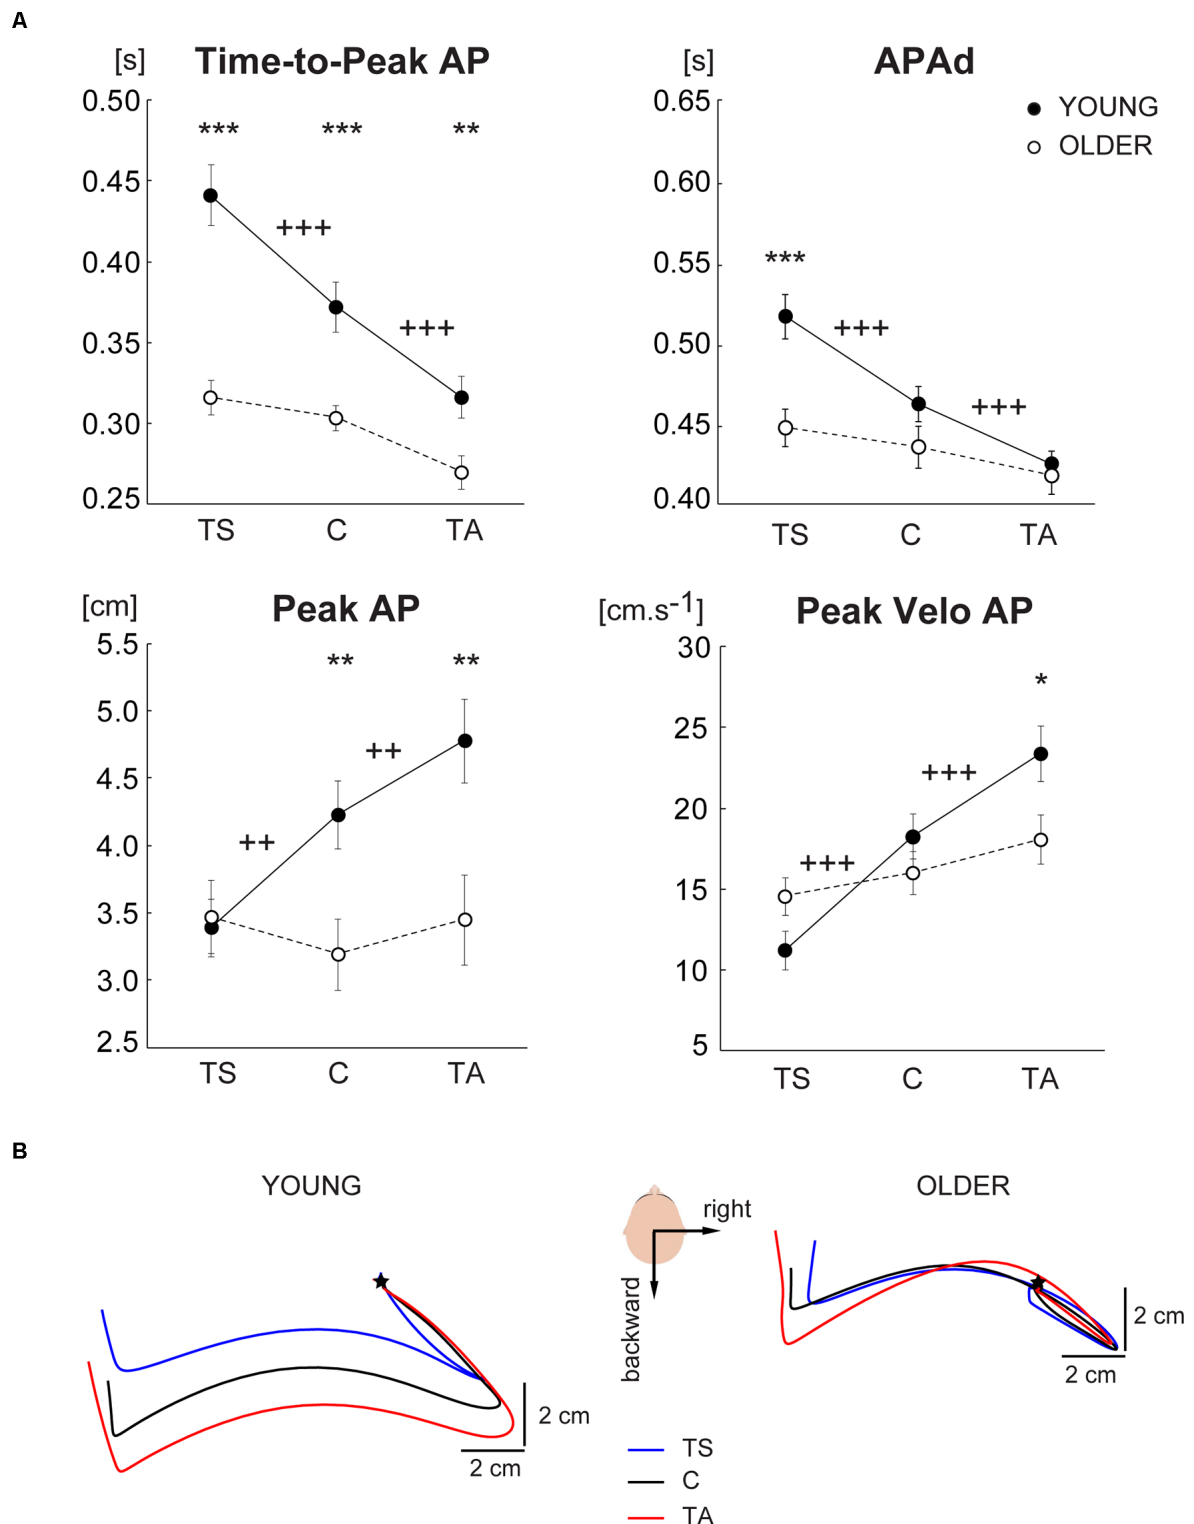 A
[s] Time-to-Peak AP
0.50
*** *** **
0.45
+++
0.40
+++
0.35
0.30
0.25
TS C TA
[s] APAd
0.65
YOUNG
OLDER
0.60
0.55
***
+++
0.50
+++
0.45
0.40
TS C TA
[cm] Peak AP
5.5
** **
5.0
++
4.5
++
4.0
3.5
3.0
2.5
TS C TA
[cm.s-1] Peak Velo AP
30
*
25
+++
20
+++
15
10
5
TS C TA
B
YOUNG
2 cm
2 cm
right
backward
OLDER
2 cm
2 cm
TS
C
TA